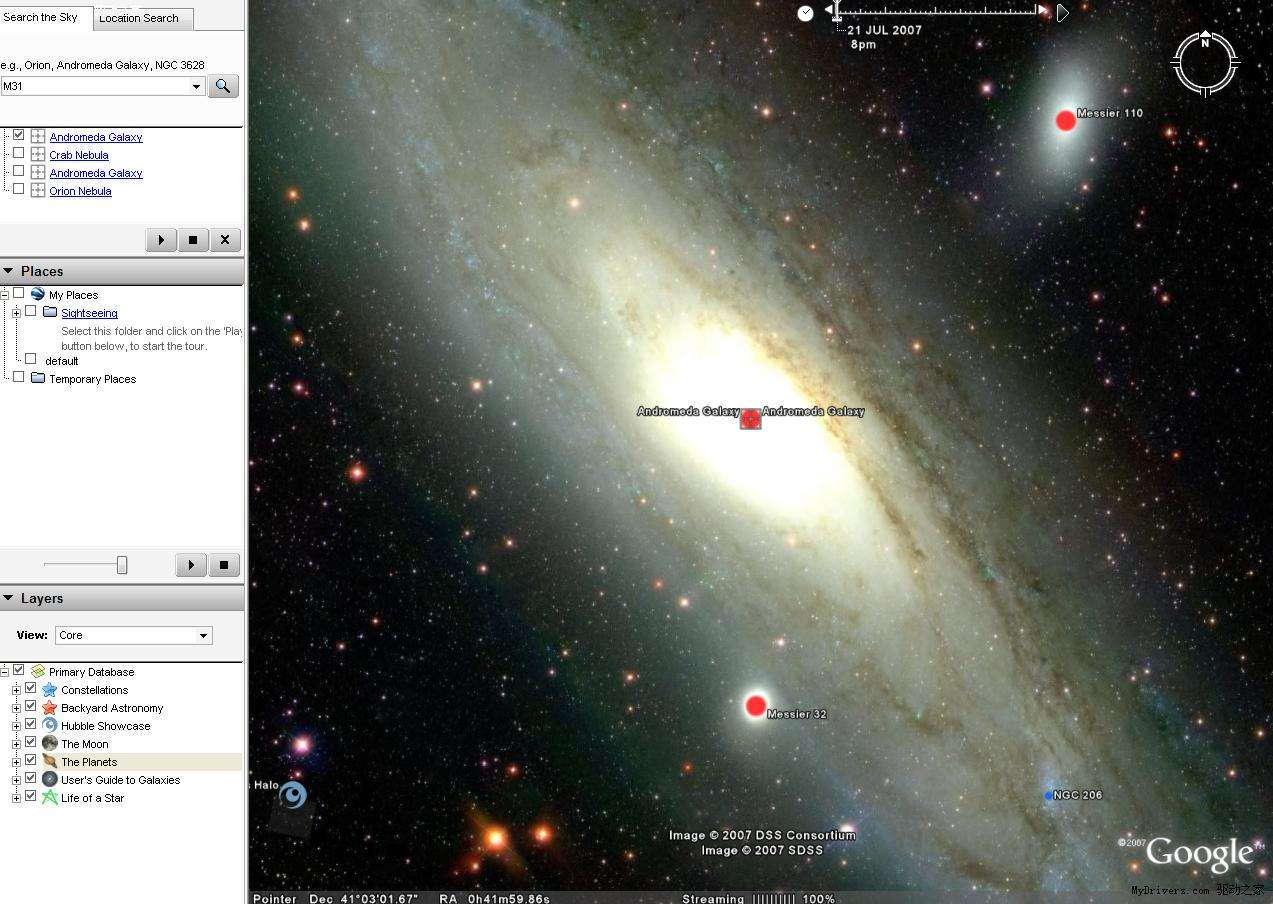 Search the Sky
Location Search
e.g., Orion, Andromeda Galaxy, NGC 3628
M31
Andromeda Galaxy
Crab Nebula
Andromeda Galaxy
Orion Nebula
Places
My Places
Sightseeing
Select this folder and click on the 'Play
button below, to start the tour.
default
Temporary Places
Layers
View: Core
Primary Database
Constellations
Backyard Astronomy
Hubble Showcase
The Moon
The Planets
User's Guide to Galaxies
Life of a Star
21 JUL 2007
8pm
N
Messier 110
Andromeda Galaxy Andromeda Galaxy
Messier 32
Halo
NGC 206
Image © 2007 DSS Consortium
Image © 2007 SDSS
©2007 Google™
MyDrivers.com 驱动之家
Pointer Dec 41°03'01.67" RA 0h41m59.86s Streaming |||||||||| 100%